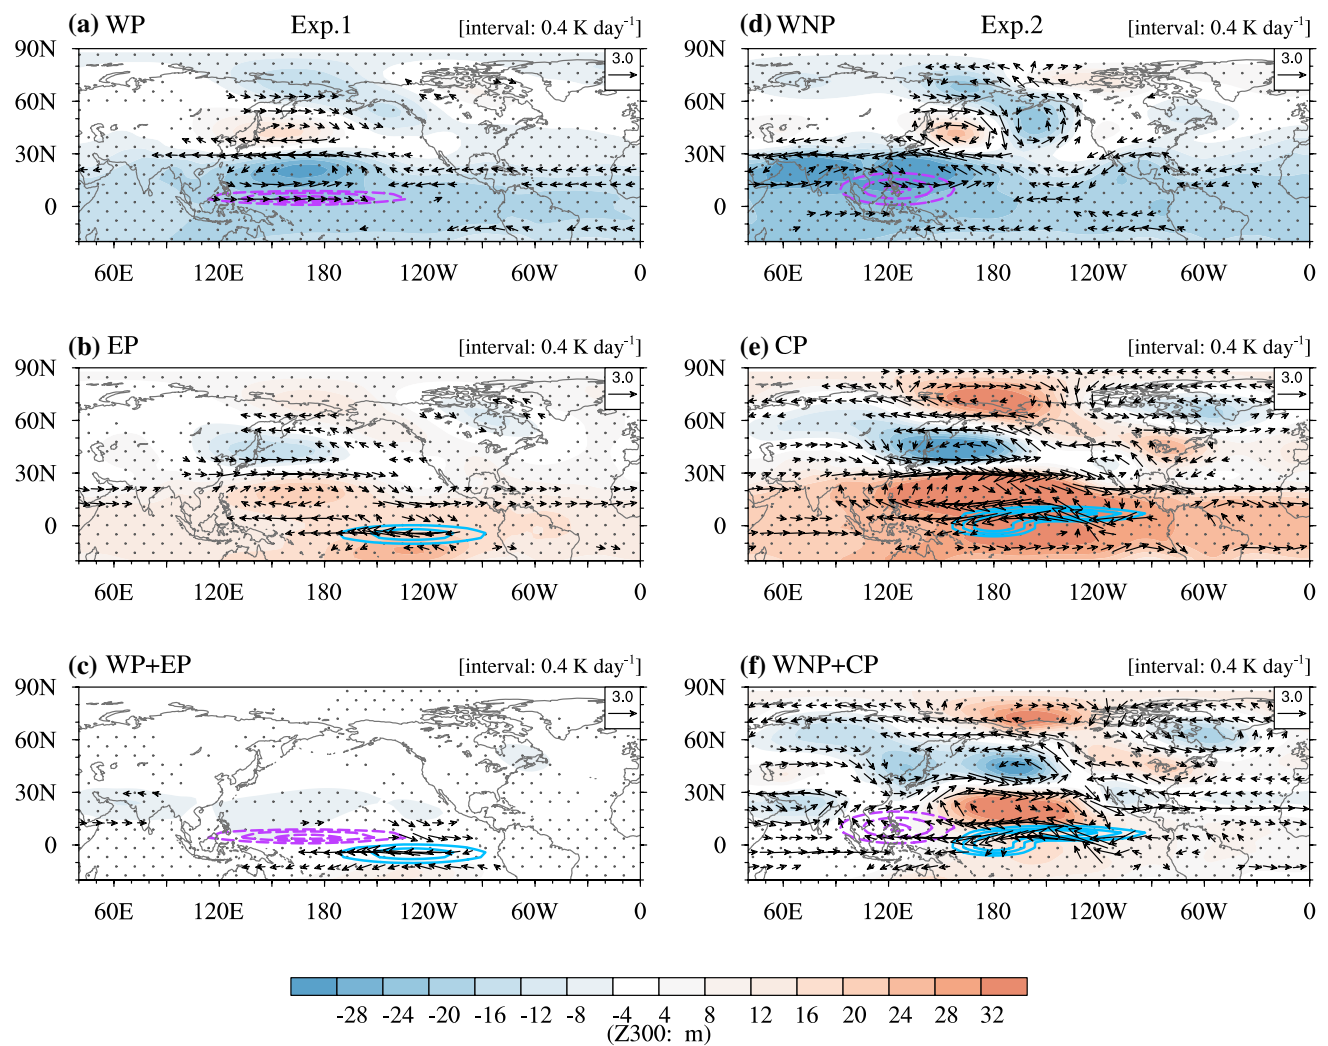 (a) WP Exp.1 [interval: 0.4 K day-1]
3.0
90N
60N
30N
0
60E 120E 180 120W 60W 0
(d) WNP Exp.2 [interval: 0.4 K day-1]
3.0
90N
60N
30N
0
60E 120E 180 120W 60W 0
(b) EP [interval: 0.4 K day-1]
3.0
90N
60N
30N
0
60E 120E 180 120W 60W 0
(e) CP [interval: 0.4 K day-1]
3.0
90N
60N
30N
0
60E 120E 180 120W 60W 0
(c) WP+EP [interval: 0.4 K day-1]
3.0
90N
60N
30N
0
60E 120E 180 120W 60W 0
(f) WNP+CP [interval: 0.4 K day-1]
3.0
90N
60N
30N
0
60E 120E 180 120W 60W 0
-28 -24 -20 -16 -12 -8 -4 4 8 12 16 20 24 28 32
(Z300: m)